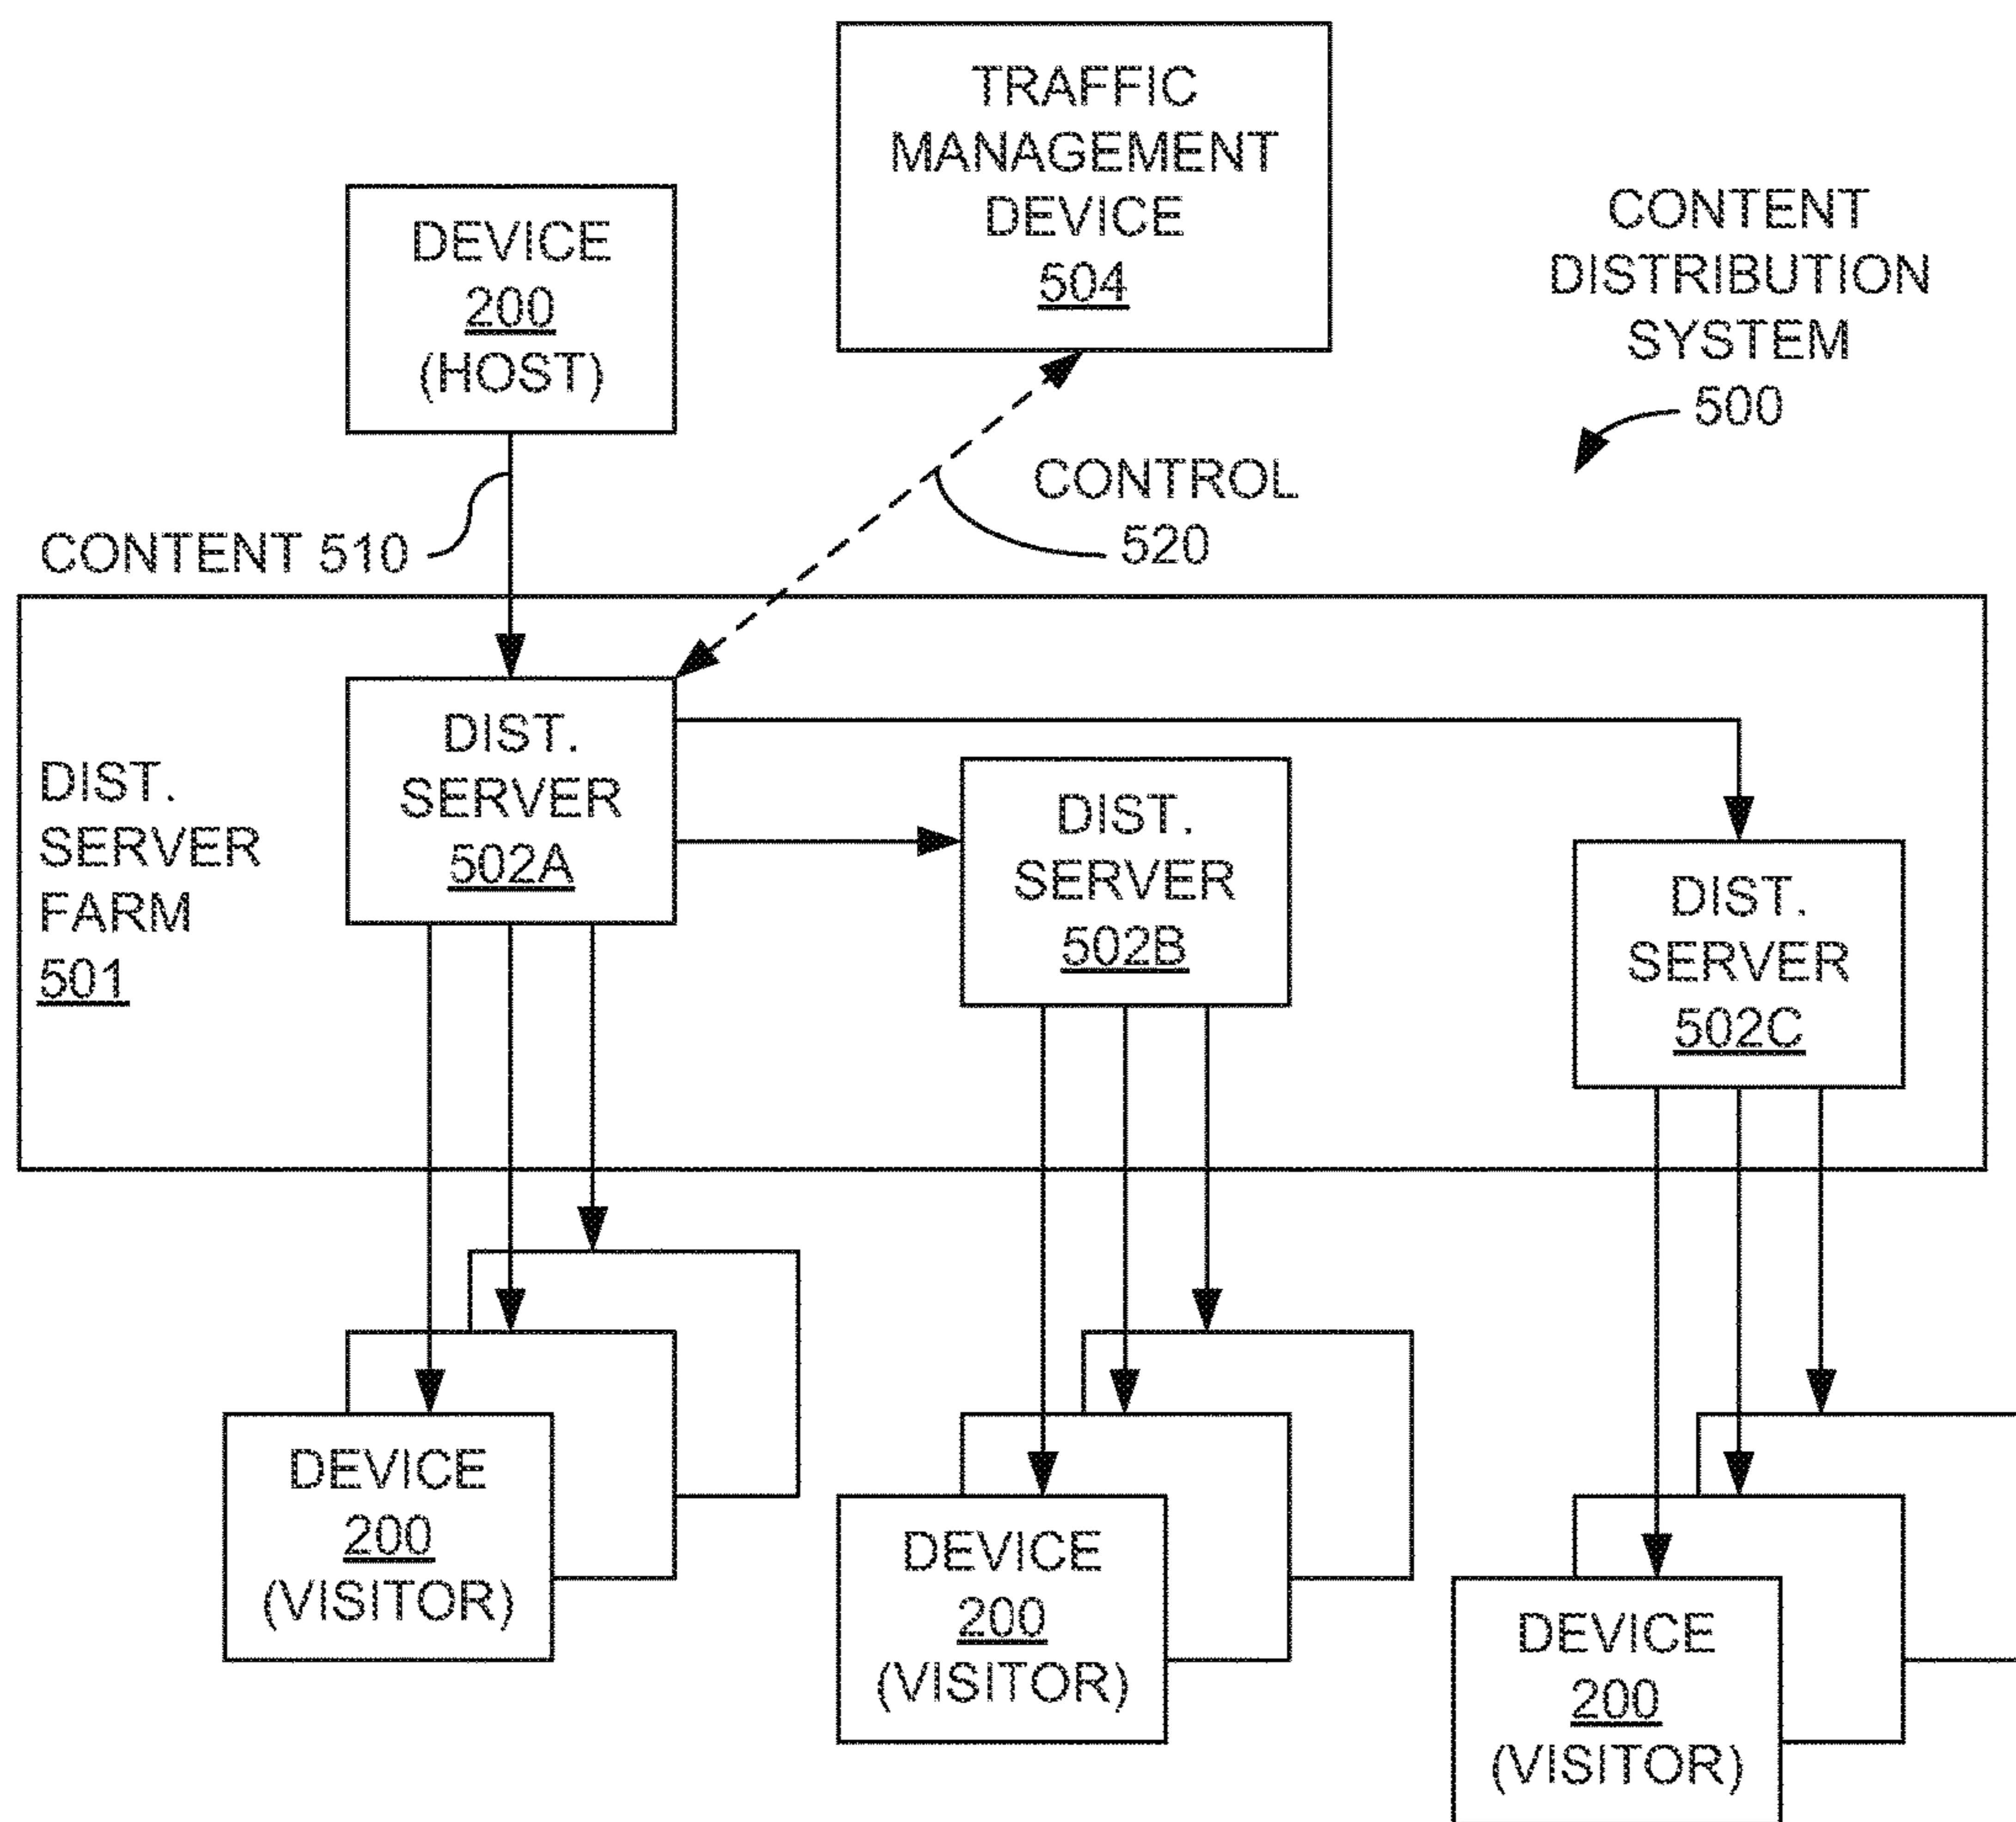 TRAFFIC
MANAGEMENT
DEVICE
504
DEVICE
200
(HOST)
CONTENT
DISTRIBUTION
SYSTEM
500
CONTENT 510
CONTROL
520
DIST.
SERVER
FARM
501
DIST.
SERVER
502A
DIST.
SERVER
502B
DIST.
SERVER
502C
DEVICE
200
(VISITOR)
DEVICE
200
(VISITOR)
DEVICE
200
(VISITOR)